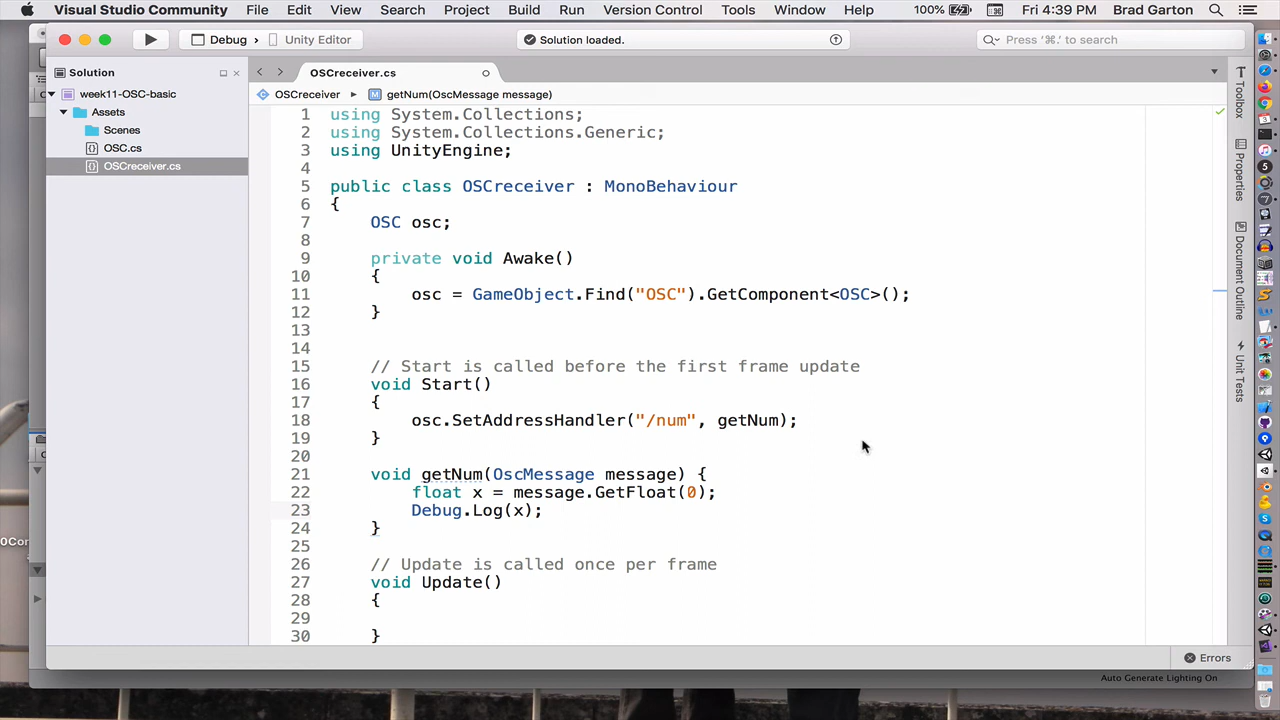 Visual Studio Community File Edit View Search Project Build Run Version Control Tools Window Help 100% Fri 4:39 PM Brad Garton
Debug › Unity Editor Solution loaded. Press '⌘.' to search
Solution OSCreceiver.cs
OSCreceiver getNum(OscMessage message)
week11-OSC-basic
Assets
Scenes
OSC.cs
OSCreceiver.cs
1 using System.Collections;
2 using System.Collections.Generic;
3 using UnityEngine;
4
5 public class OSCreceiver : MonoBehaviour
6 {
7 OSC osc;
8
9 private void Awake()
10 {
11 osc = GameObject.Find("OSC").GetComponent<OSC>();
12 }
13
14
15 // Start is called before the first frame update
16 void Start()
17 {
18 osc.SetAddressHandler("/num", getNum);
19 }
20
21 void getNum(OscMessage message) {
22 float x = message.GetFloat(0);
23 Debug.Log(x);
24 }
25
26 // Update is called once per frame
27 void Update()
28 {
29
30 }
Toolbox
Properties
Document Outline
Unit Tests
Errors
Auto Generate Lighting On